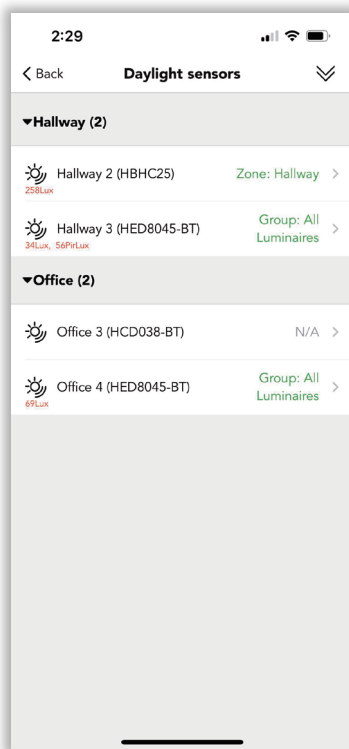 2:29
Back
Daylight sensors
Hallway (2)
Hallway 2 (HBHC25)
Zone: Hallway
258Lux
Hallway 3 (HED8045-BT)
Group: All
Luminaires
34Lux, 56PirLux
Office (2)
Office 3 (HCD038-BT)
N/A
Office 4 (HED8045-BT)
Group: All
Luminaires
69Lux